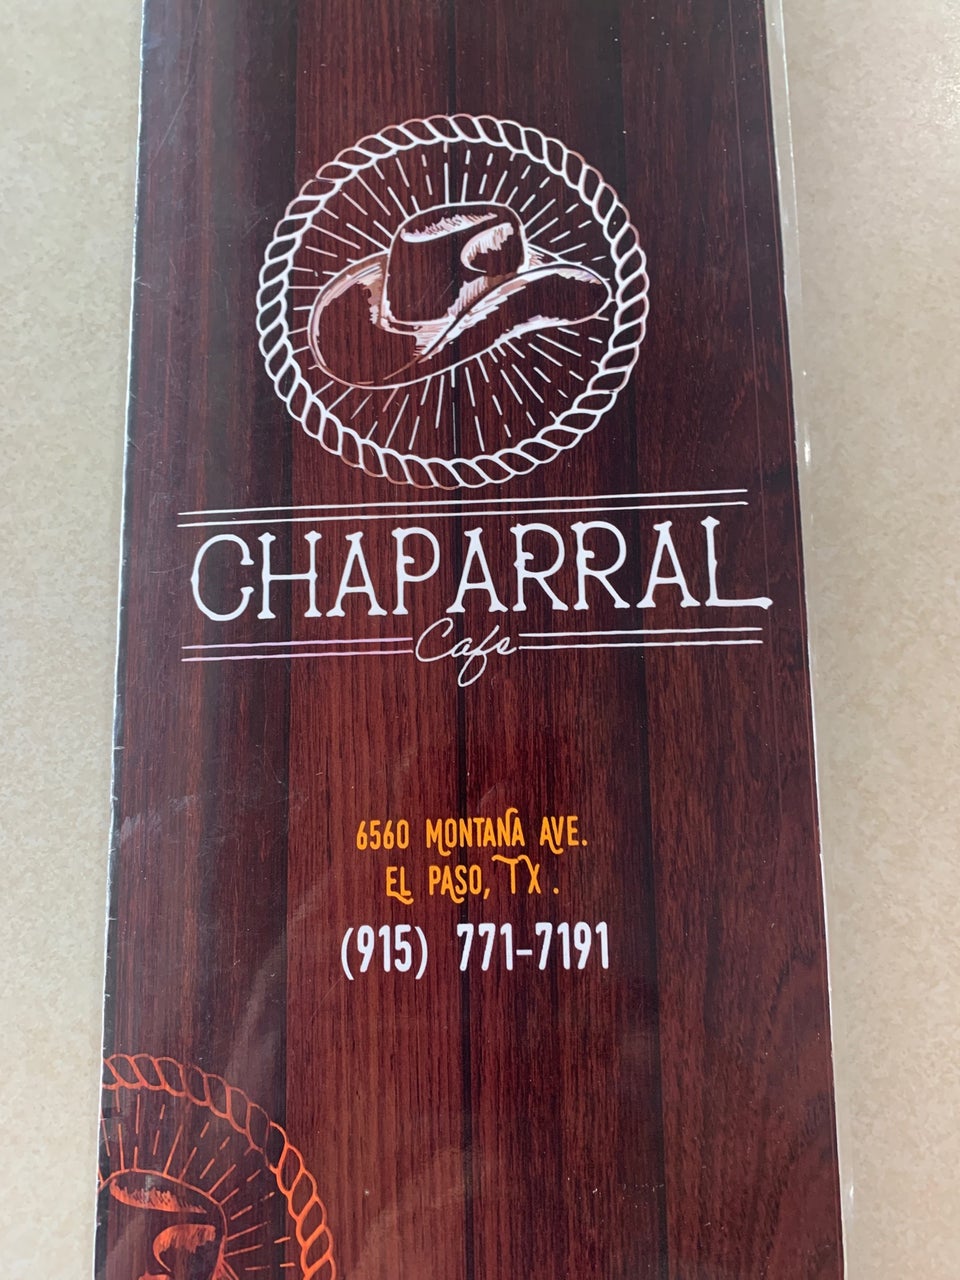 CHAPARRAL
Cafe
6560 MONTANA AVE.
EL PASO, TX.
(915) 771-7191